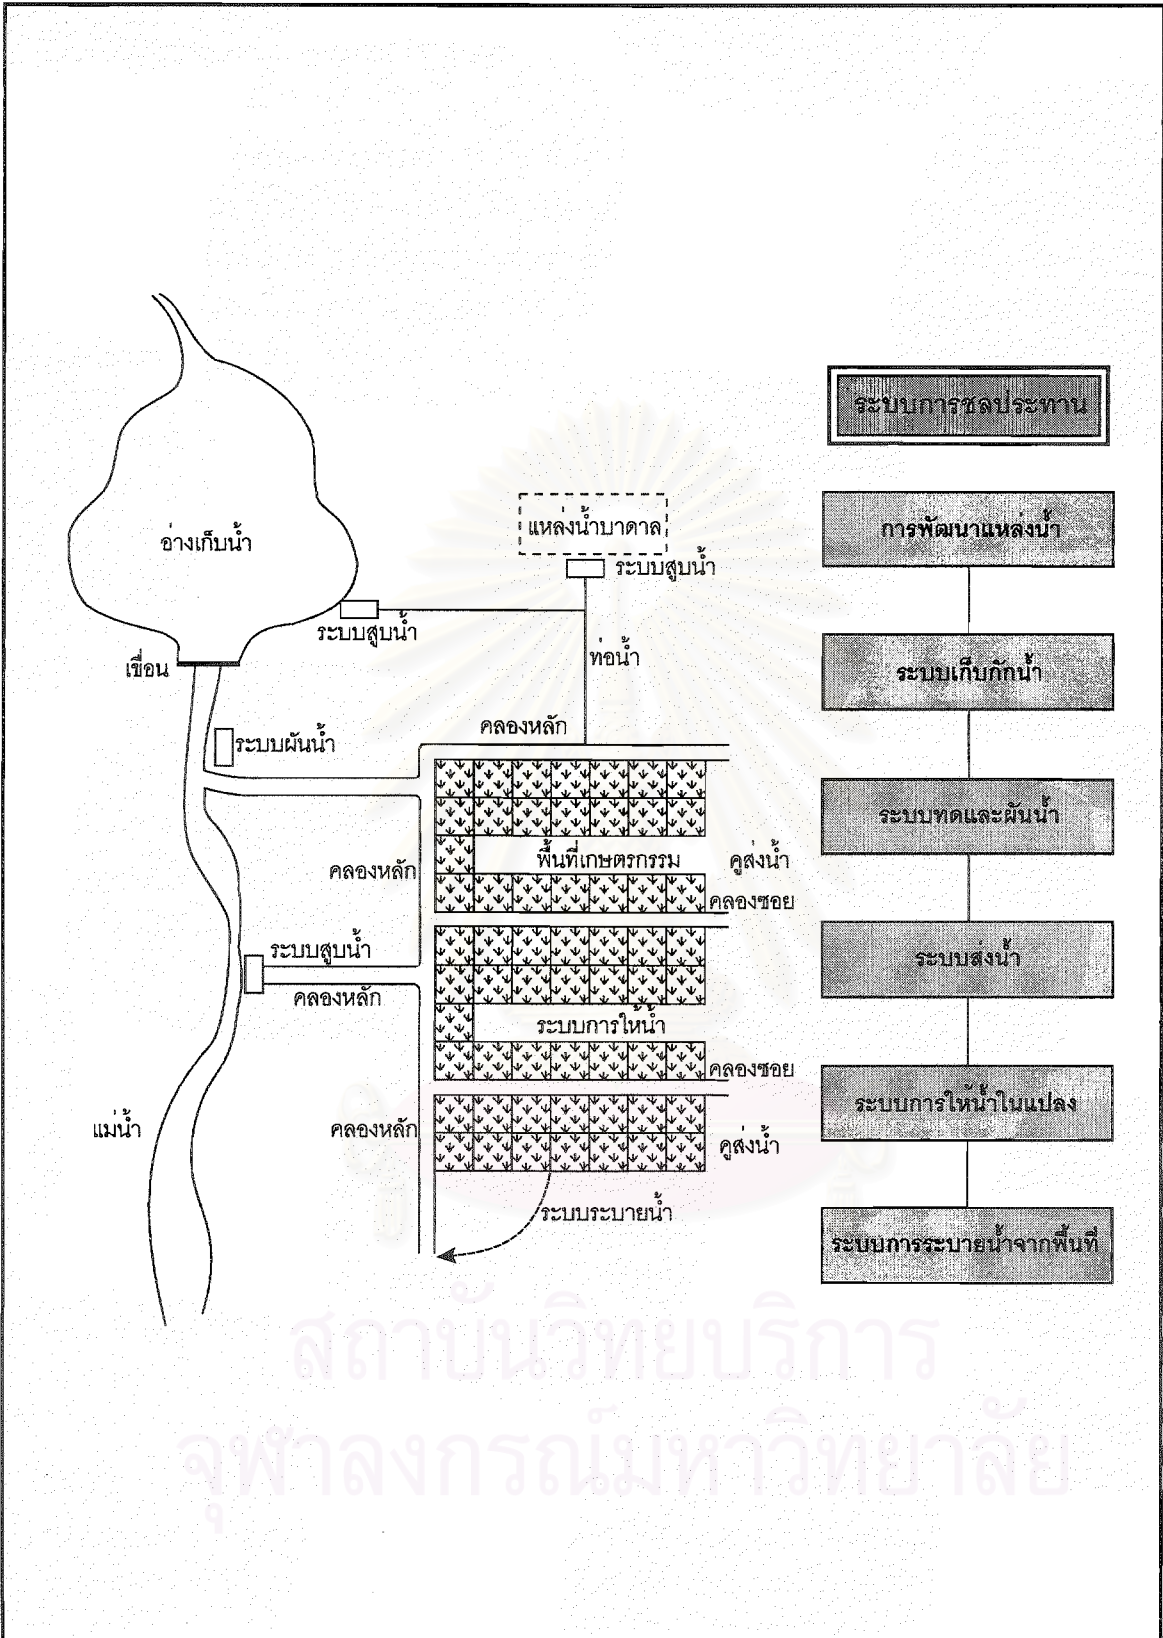 ระบบการชลประทาน
การพัฒนาแหล่งน้ำ
ระบบเก็บกักน้ำ
ระบบทดและผันน้ำ
ระบบส่งน้ำ
ระบบการให้น้ำในแปลง
ระบบการระบายน้ำจากพื้นที่
อ่างเก็บน้ำ
แหล่งน้ำบาดาล
ระบบสูบน้ำ
ระบบสูบน้ำ
เขื่อน
ท่อน้ำ
คลองหลัก
ระบบผันน้ำ
พื้นที่เกษตรกรรม
คูส่งน้ำ
คลองหลัก
คลองซอย
ระบบสูบน้ำ
คลองหลัก
ระบบการให้น้ำ
คลองซอย
แม่น้ำ
คลองหลัก
คูส่งน้ำ
ระบบระบายน้ำ
สถาบันวิทยบริการ
จุฬาลงกรณ์มหาวิทยาลัย